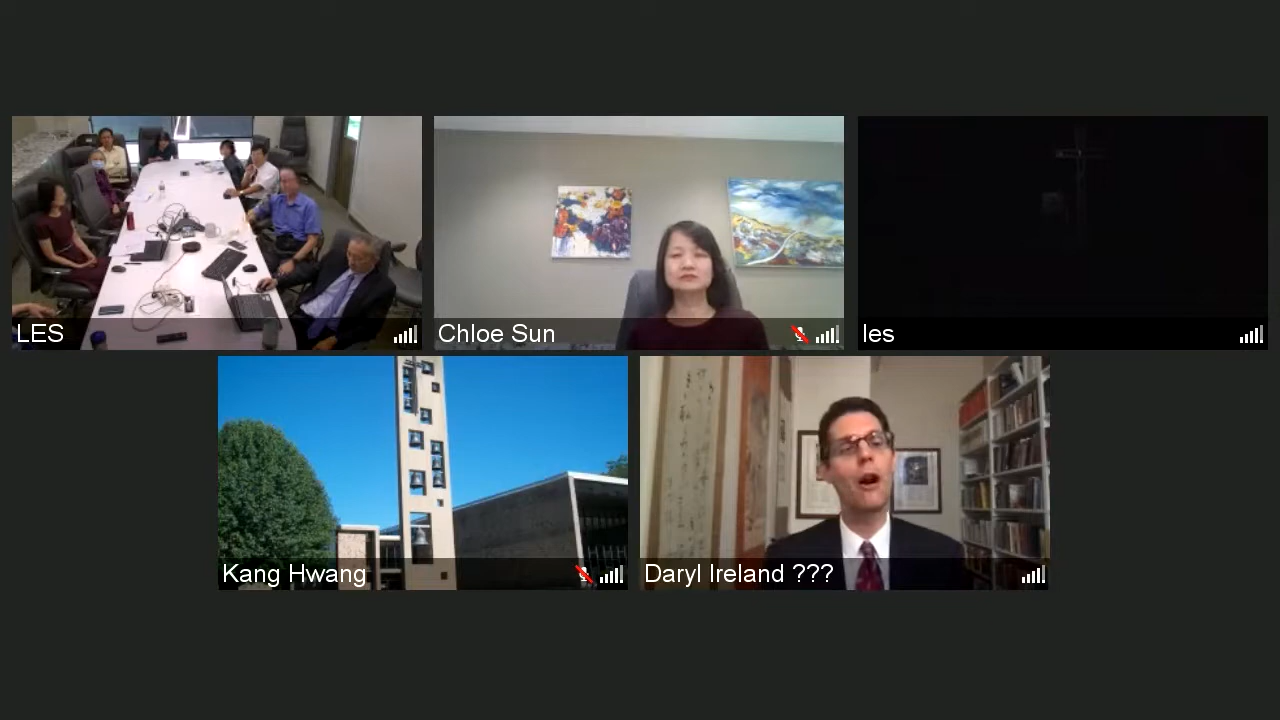 LES
Chloe Sun
les
Kang Hwang
Daryl Ireland ???